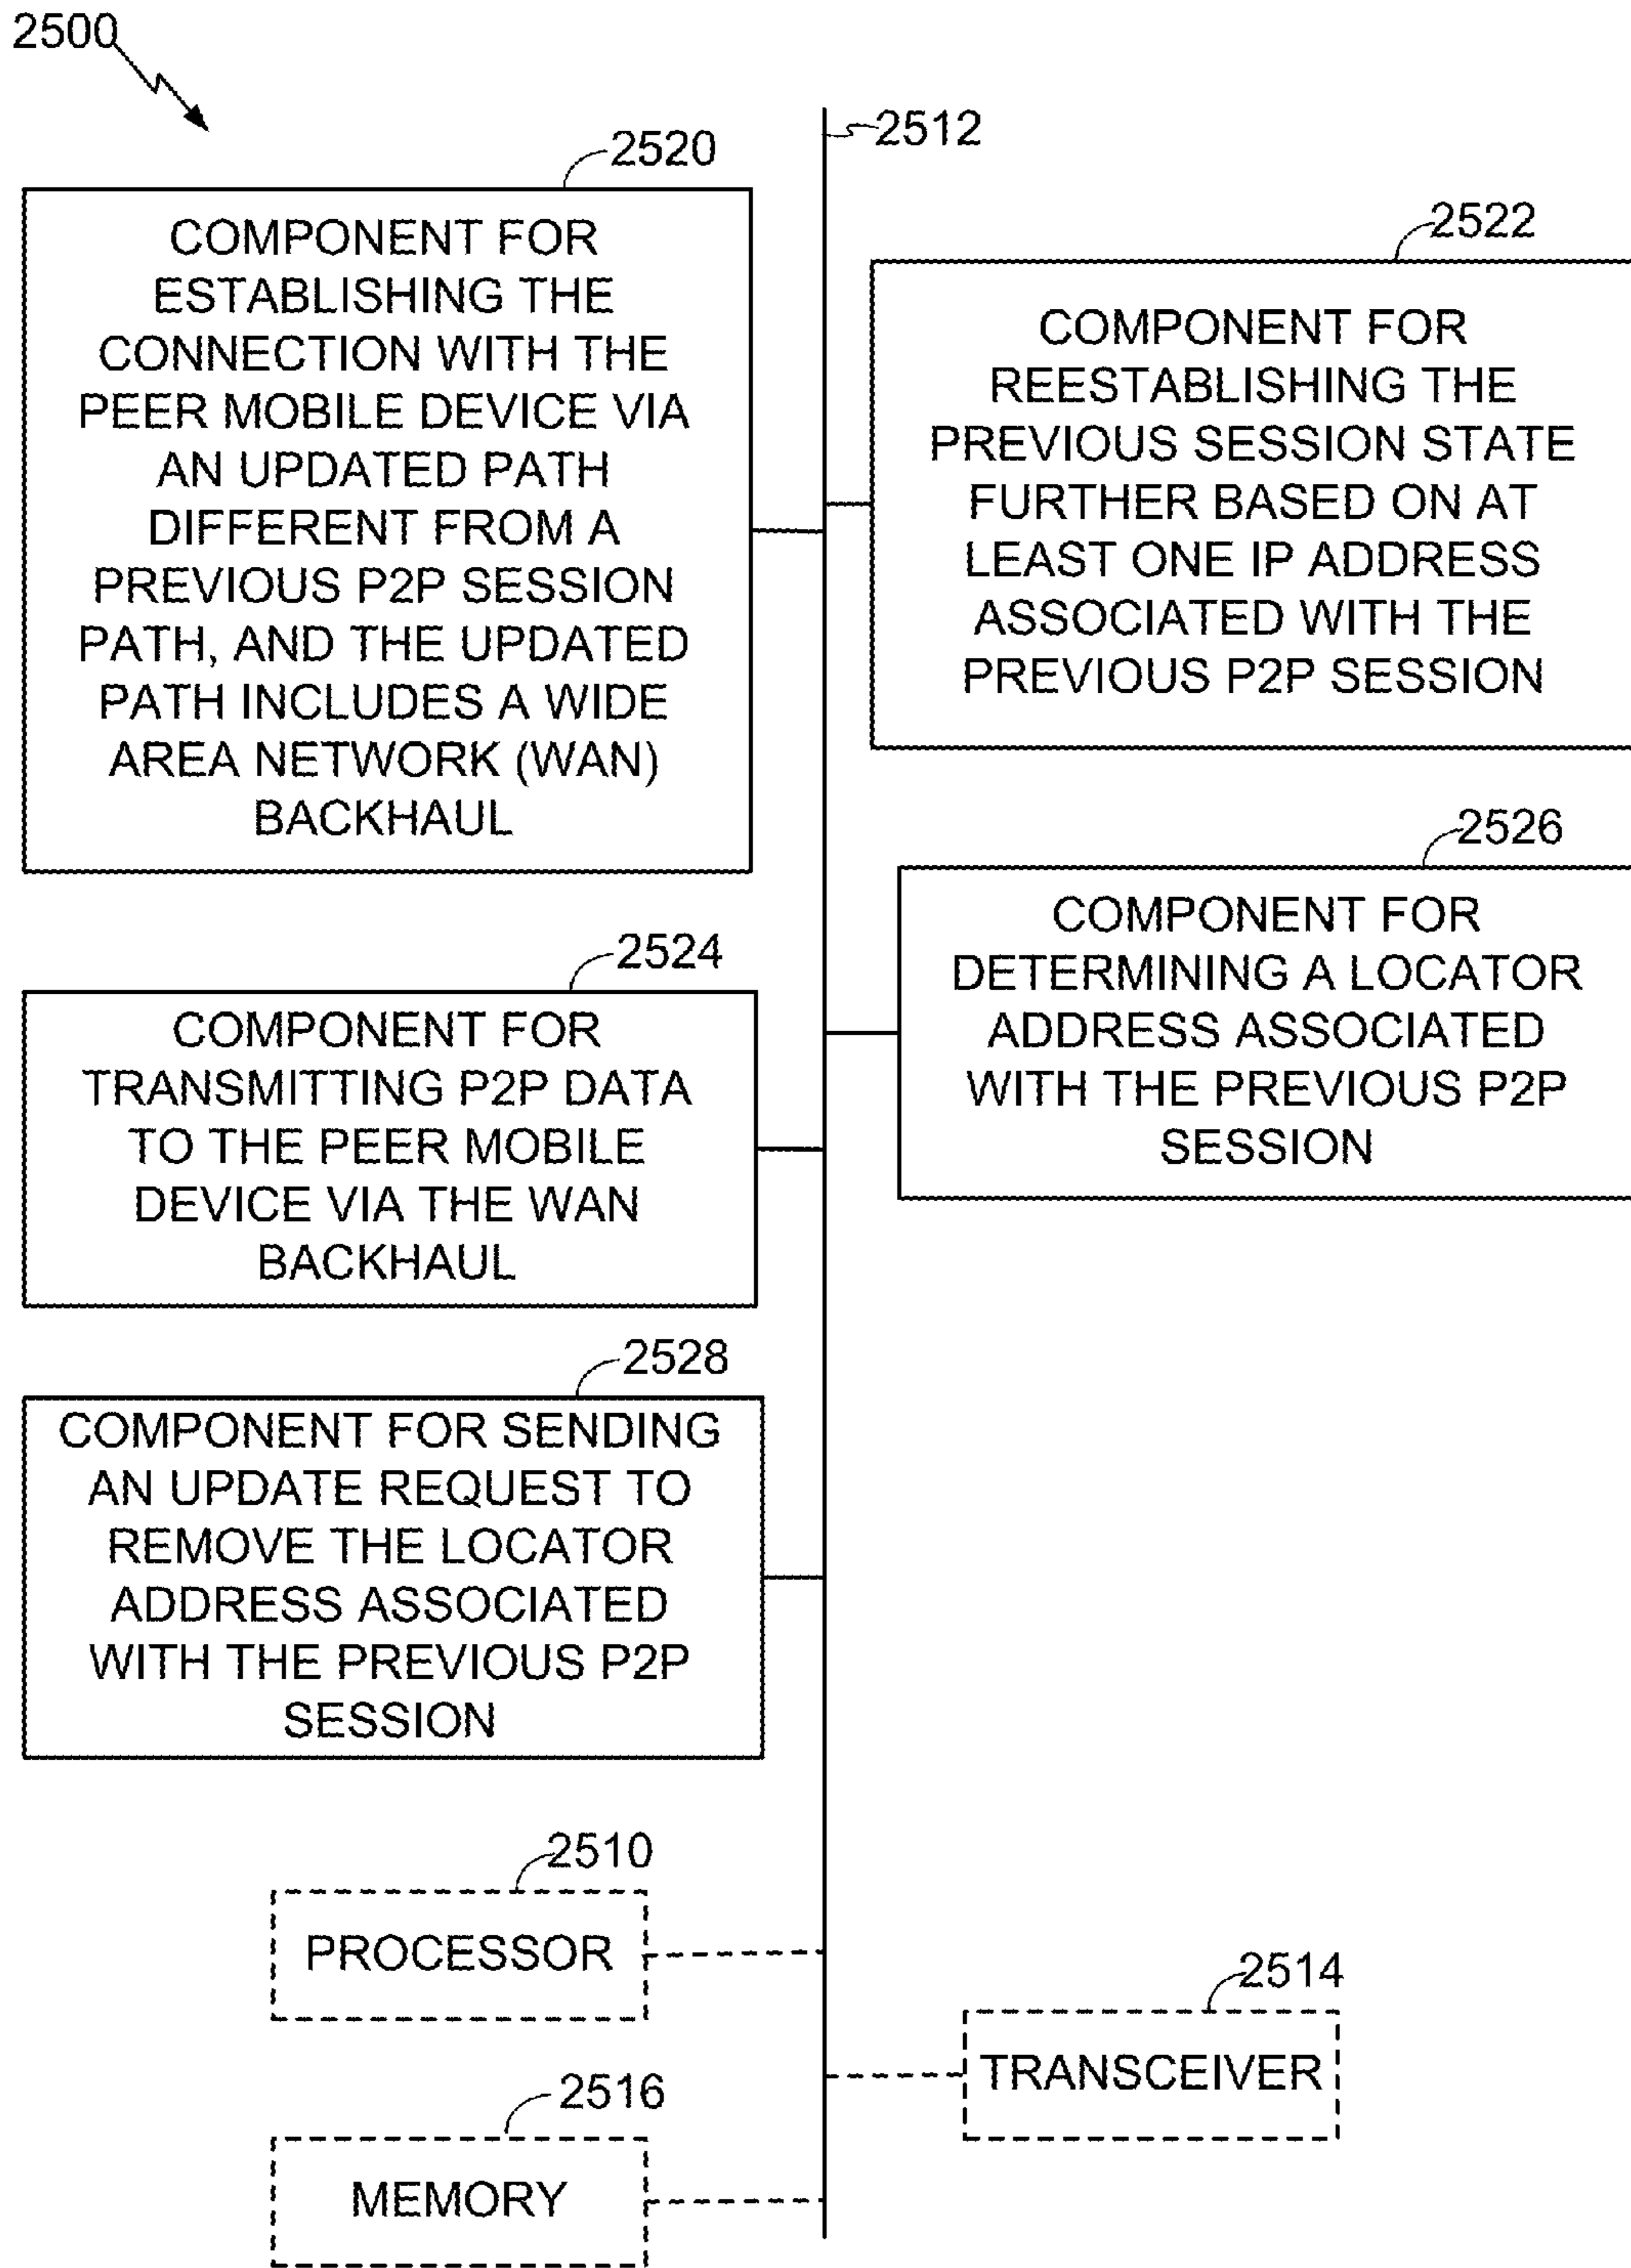 2500
2512
2520
COMPONENT FOR
ESTABLISHING THE
CONNECTION WITH THE
PEER MOBILE DEVICE VIA
AN UPDATED PATH
DIFFERENT FROM A
PREVIOUS P2P SESSION
PATH, AND THE UPDATED
PATH INCLUDES A WIDE
AREA NETWORK (WAN)
BACKHAUL
2522
COMPONENT FOR
REESTABLISHING THE
PREVIOUS SESSION STATE
FURTHER BASED ON AT
LEAST ONE IP ADDRESS
ASSOCIATED WITH THE
PREVIOUS P2P SESSION
2524
COMPONENT FOR
TRANSMITTING P2P DATA
TO THE PEER MOBILE
DEVICE VIA THE WAN
BACKHAUL
2526
COMPONENT FOR
DETERMINING A LOCATOR
ADDRESS ASSOCIATED
WITH THE PREVIOUS P2P
SESSION
2528
COMPONENT FOR SENDING
AN UPDATE REQUEST TO
REMOVE THE LOCATOR
ADDRESS ASSOCIATED
WITH THE PREVIOUS P2P
SESSION
2510
PROCESSOR
2514
TRANSCEIVER
2516
MEMORY